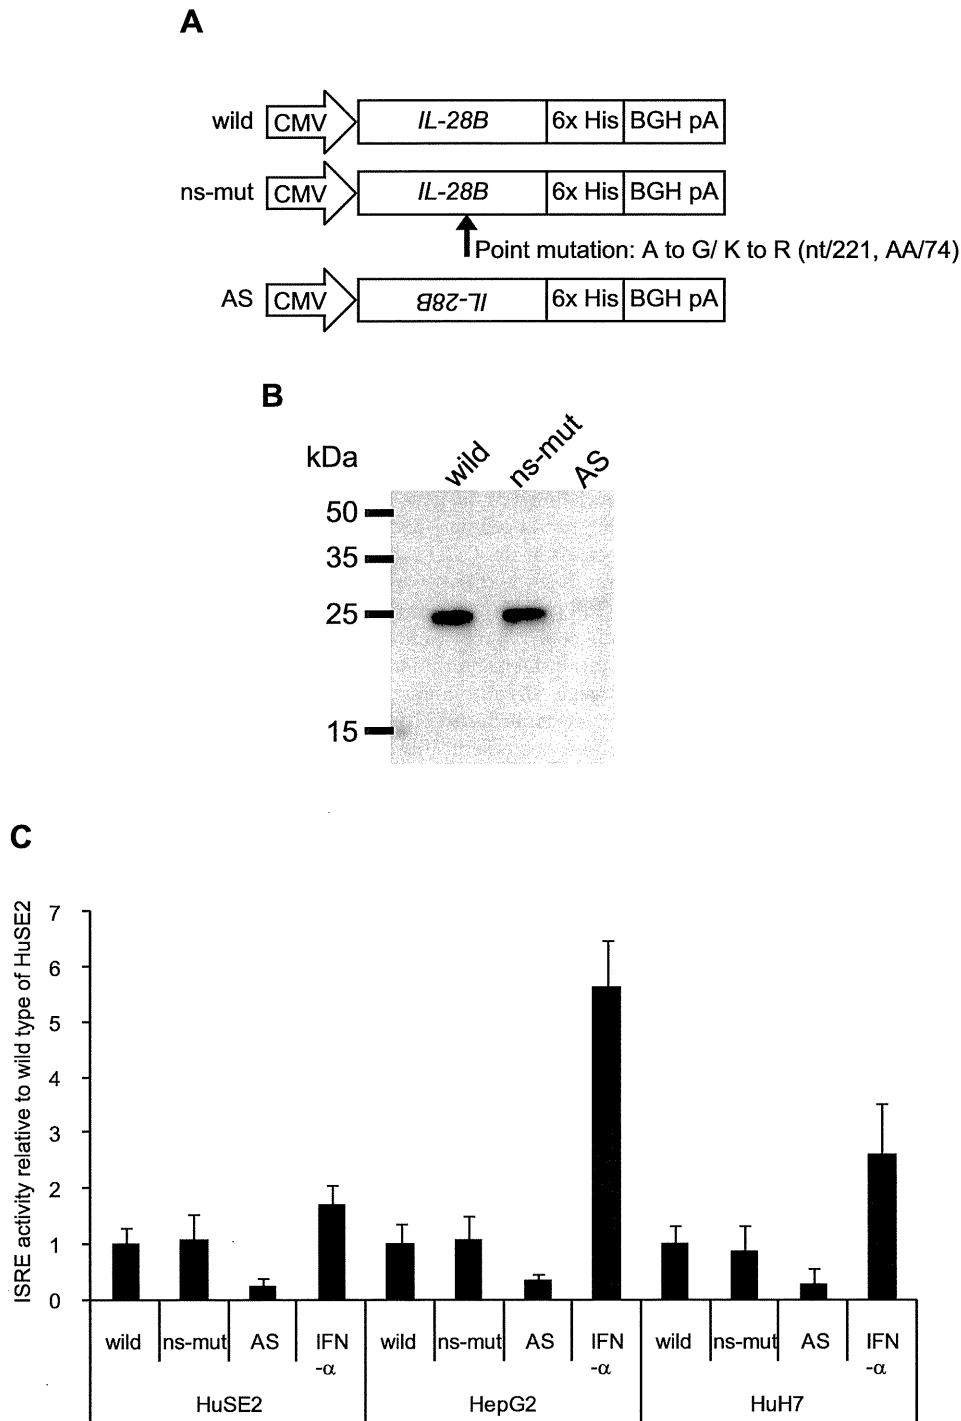 A
wild CMV IL-28B 6x His BGH pA
ns-mut CMV IL-28B 6x His BGH pA
Point mutation: A to G/ K to R (nt/221, AA/74)
AS CMV IL-28B 6x His BGH pA
B
kDa wild ns-mut AS
50
35
25
15
C
ISRE activity relative to wild type of HuSE2
7
6
5
4
3
2
1
0
wild ns-mut AS IFN wild ns-mut AS IFN wild ns-mut AS IFN
-α -α -α
HuSE2 HepG2 HuH7